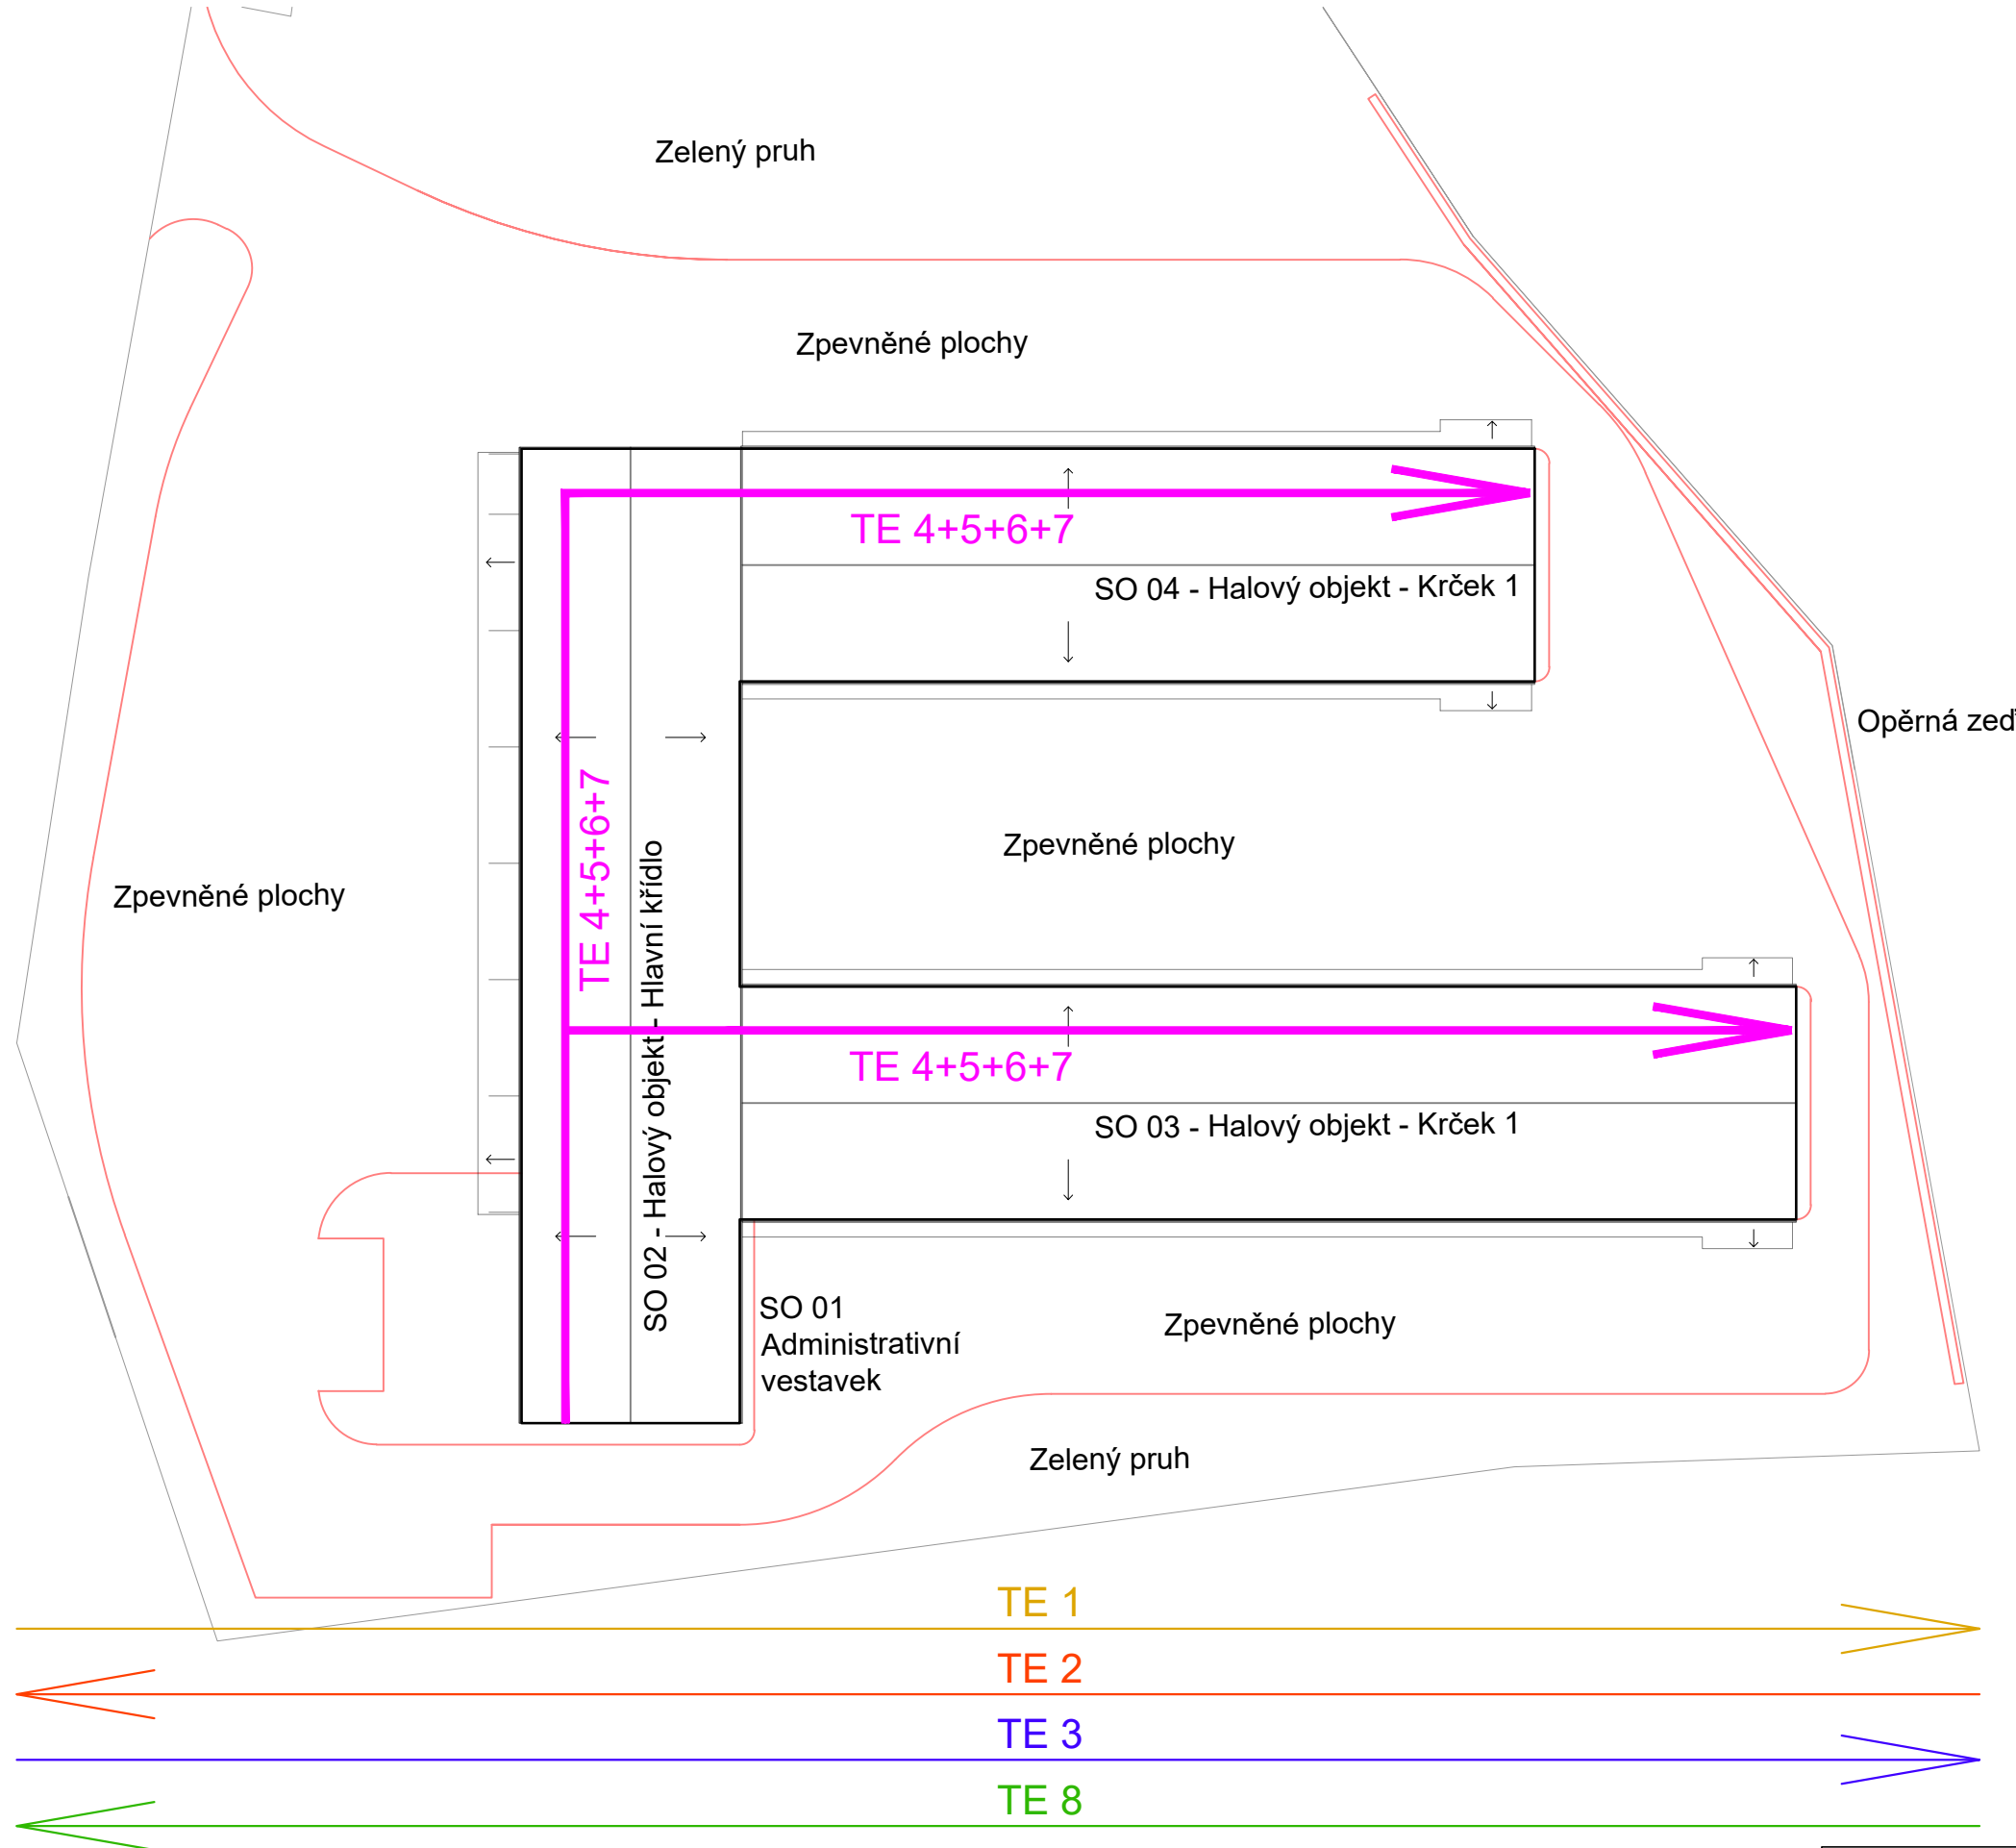 Zelený pruh
Zpevněné plochy
TE 4+5+6+7
SO 04 - Halový objekt - Krček 1
Opěrná zeď
TE 4+5+6+7
SO 02 - Halový objekt - Hlavní křídlo
Zpevněné plochy
Zpevněné plochy
TE 4+5+6+7
SO 03 - Halový objekt - Krček 1
SO 01
Administrativní
vestavek
Zpevněné plochy
Zelený pruh
TE 1
TE 2
TE 3
TE 8